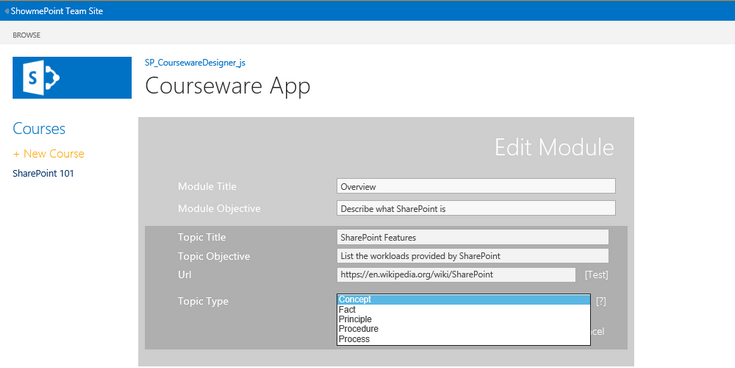 ShowmePoint Team Site
BROWSE
S
SP_CoursewareDesigner_js
Courseware App
Courses
+ New Course
SharePoint 101
Edit Module
Module Title Overview
Module Objective Describe what SharePoint is
Topic Title SharePoint Features
Topic Objective List the workloads provided by SharePoint
Url https://en.wikipedia.org/wiki/SharePoint [Test]
Topic Type Concept [?]
Fact
Principle
Procedure
Process
cel